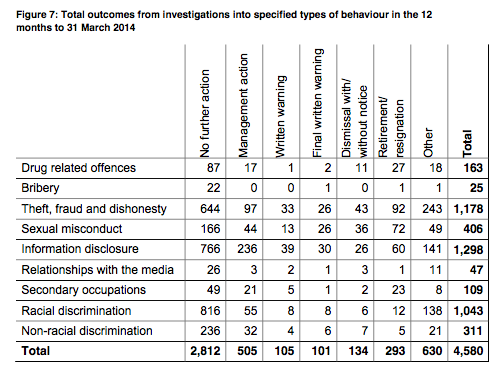 Figure 7: Total outcomes from investigations into specified types of behaviour in the 12
months to 31 March 2014
No further action Management action Written warning Final written warning Dismissal with/ without notice Retirement/ resignation Other Total
Drug related offences 87 17 1 2 11 27 18 163
Bribery 22 0 0 1 0 1 1 25
Theft, fraud and dishonesty 644 97 33 26 43 92 243 1,178
Sexual misconduct 166 44 13 26 36 72 49 406
Information disclosure 766 236 39 30 26 60 141 1,298
Relationships with the media 26 3 2 1 3 1 11 47
Secondary occupations 49 21 5 1 2 23 8 109
Racial discrimination 816 55 8 8 6 12 138 1,043
Non-racial discrimination 236 32 4 6 7 5 21 311
Total 2,812 505 105 101 134 293 630 4,580